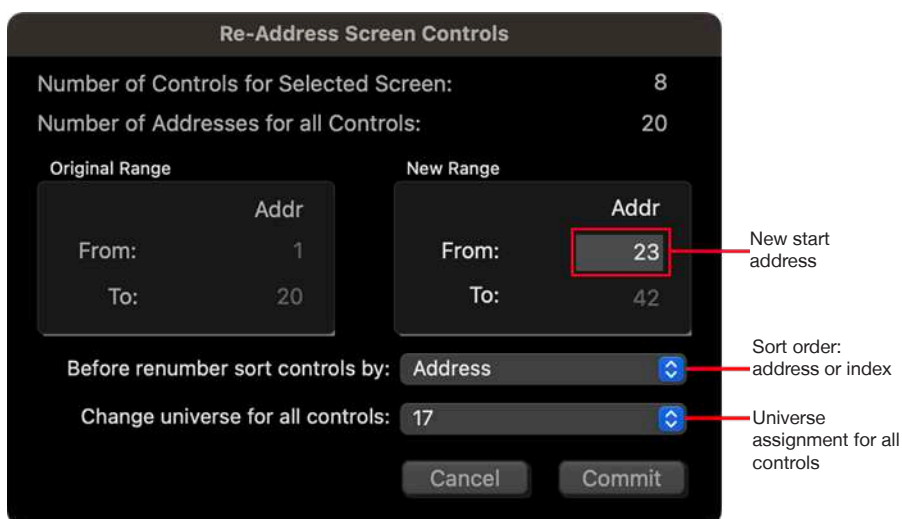 Re-Address Screen Controls
Number of Controls for Selected Screen: 8
Number of Addresses for all Controls: 20
Original Range
Addr
From: 1
To: 20
New Range
Addr
From: 23
To: 42
New start
address
Before renumber sort controls by: Address
Sort order:
address or index
Change universe for all controls: 17
Universe
assignment for all
controls
Cancel
Commit